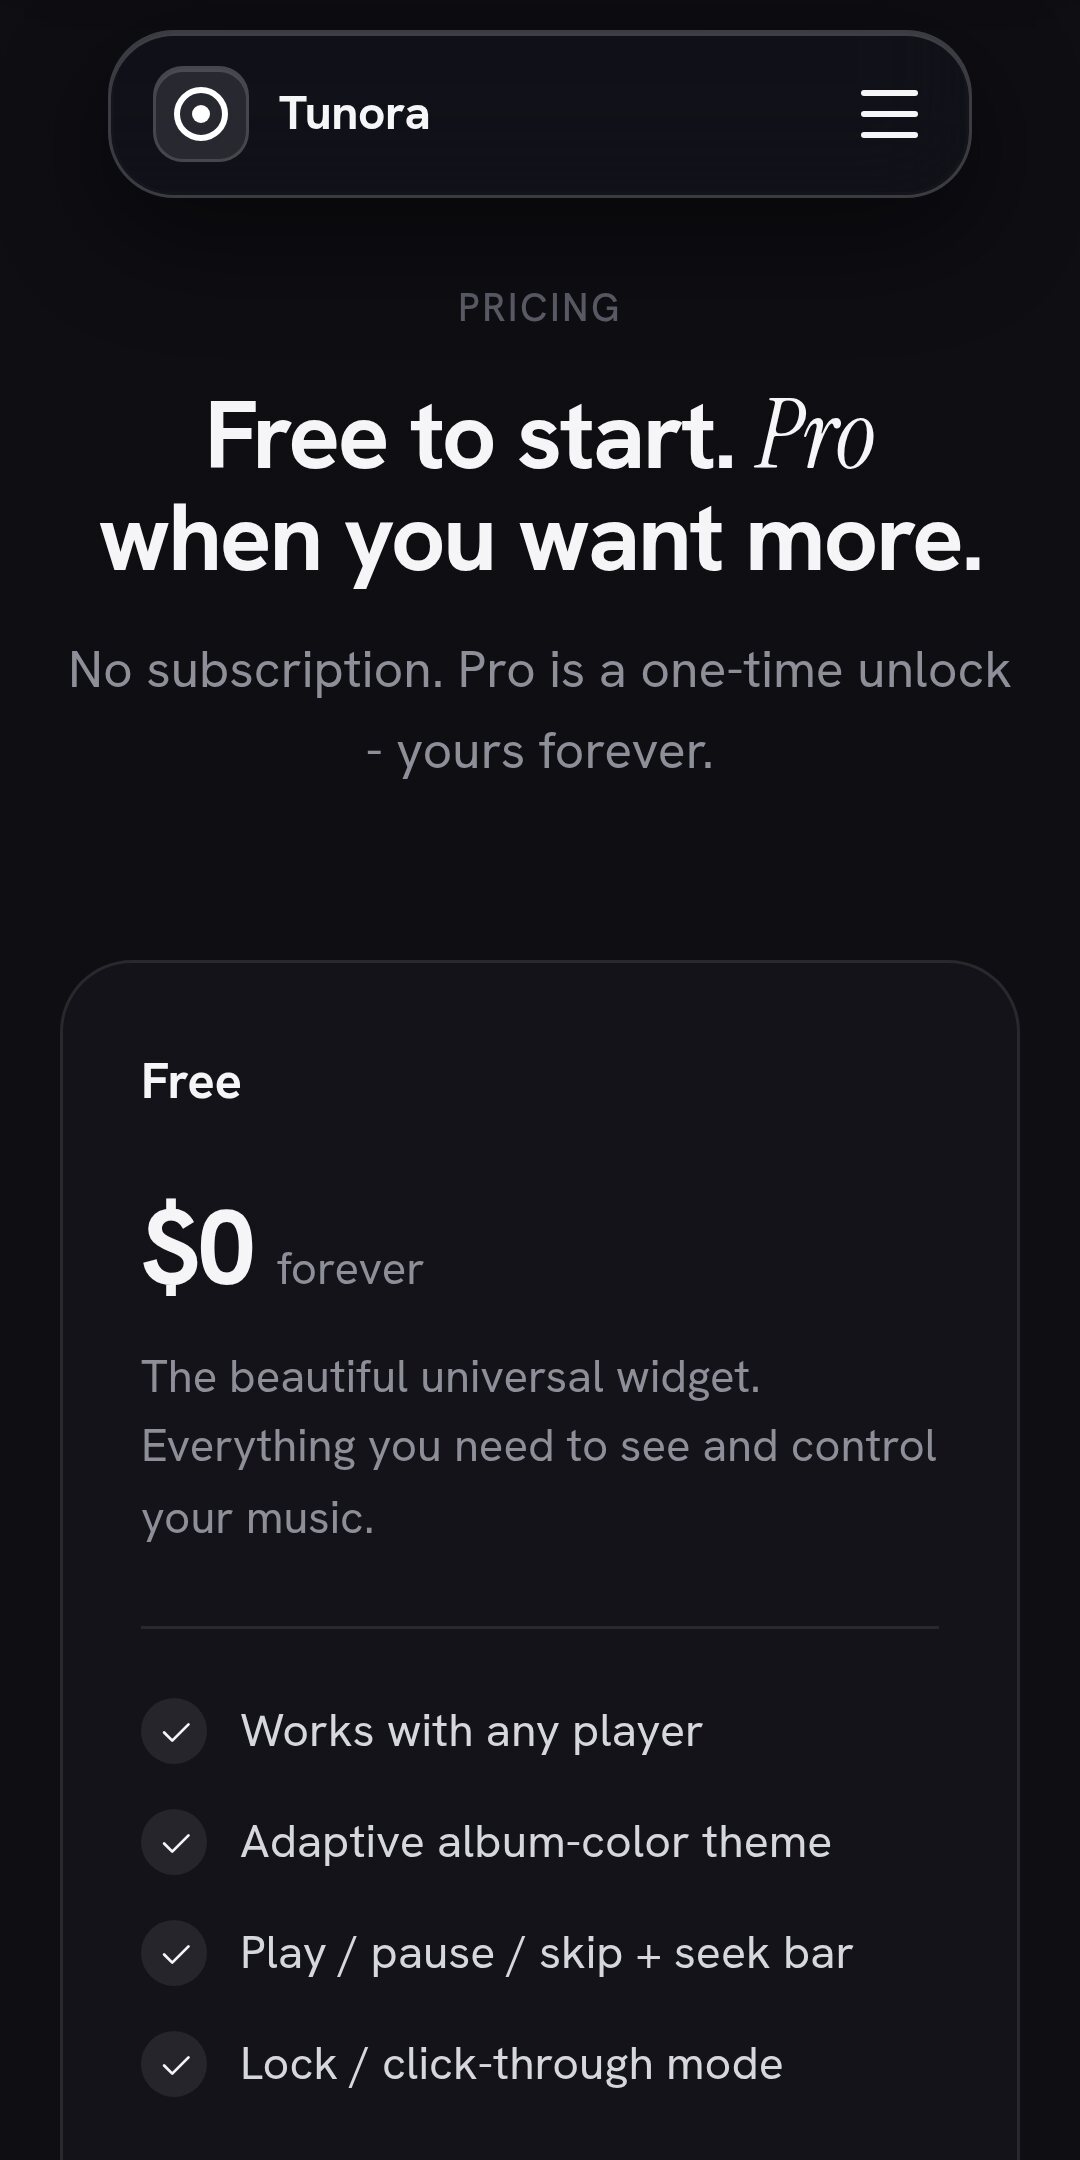 Tunora
PRICING
Free to start. Pro
when you want more.
No subscription. Pro is a one-time unlock
- yours forever.
Free
$0 forever
The beautiful universal widget.
Everything you need to see and control
your music.
Works with any player
Adaptive album-color theme
Play / pause / skip + seek bar
Lock / click-through mode